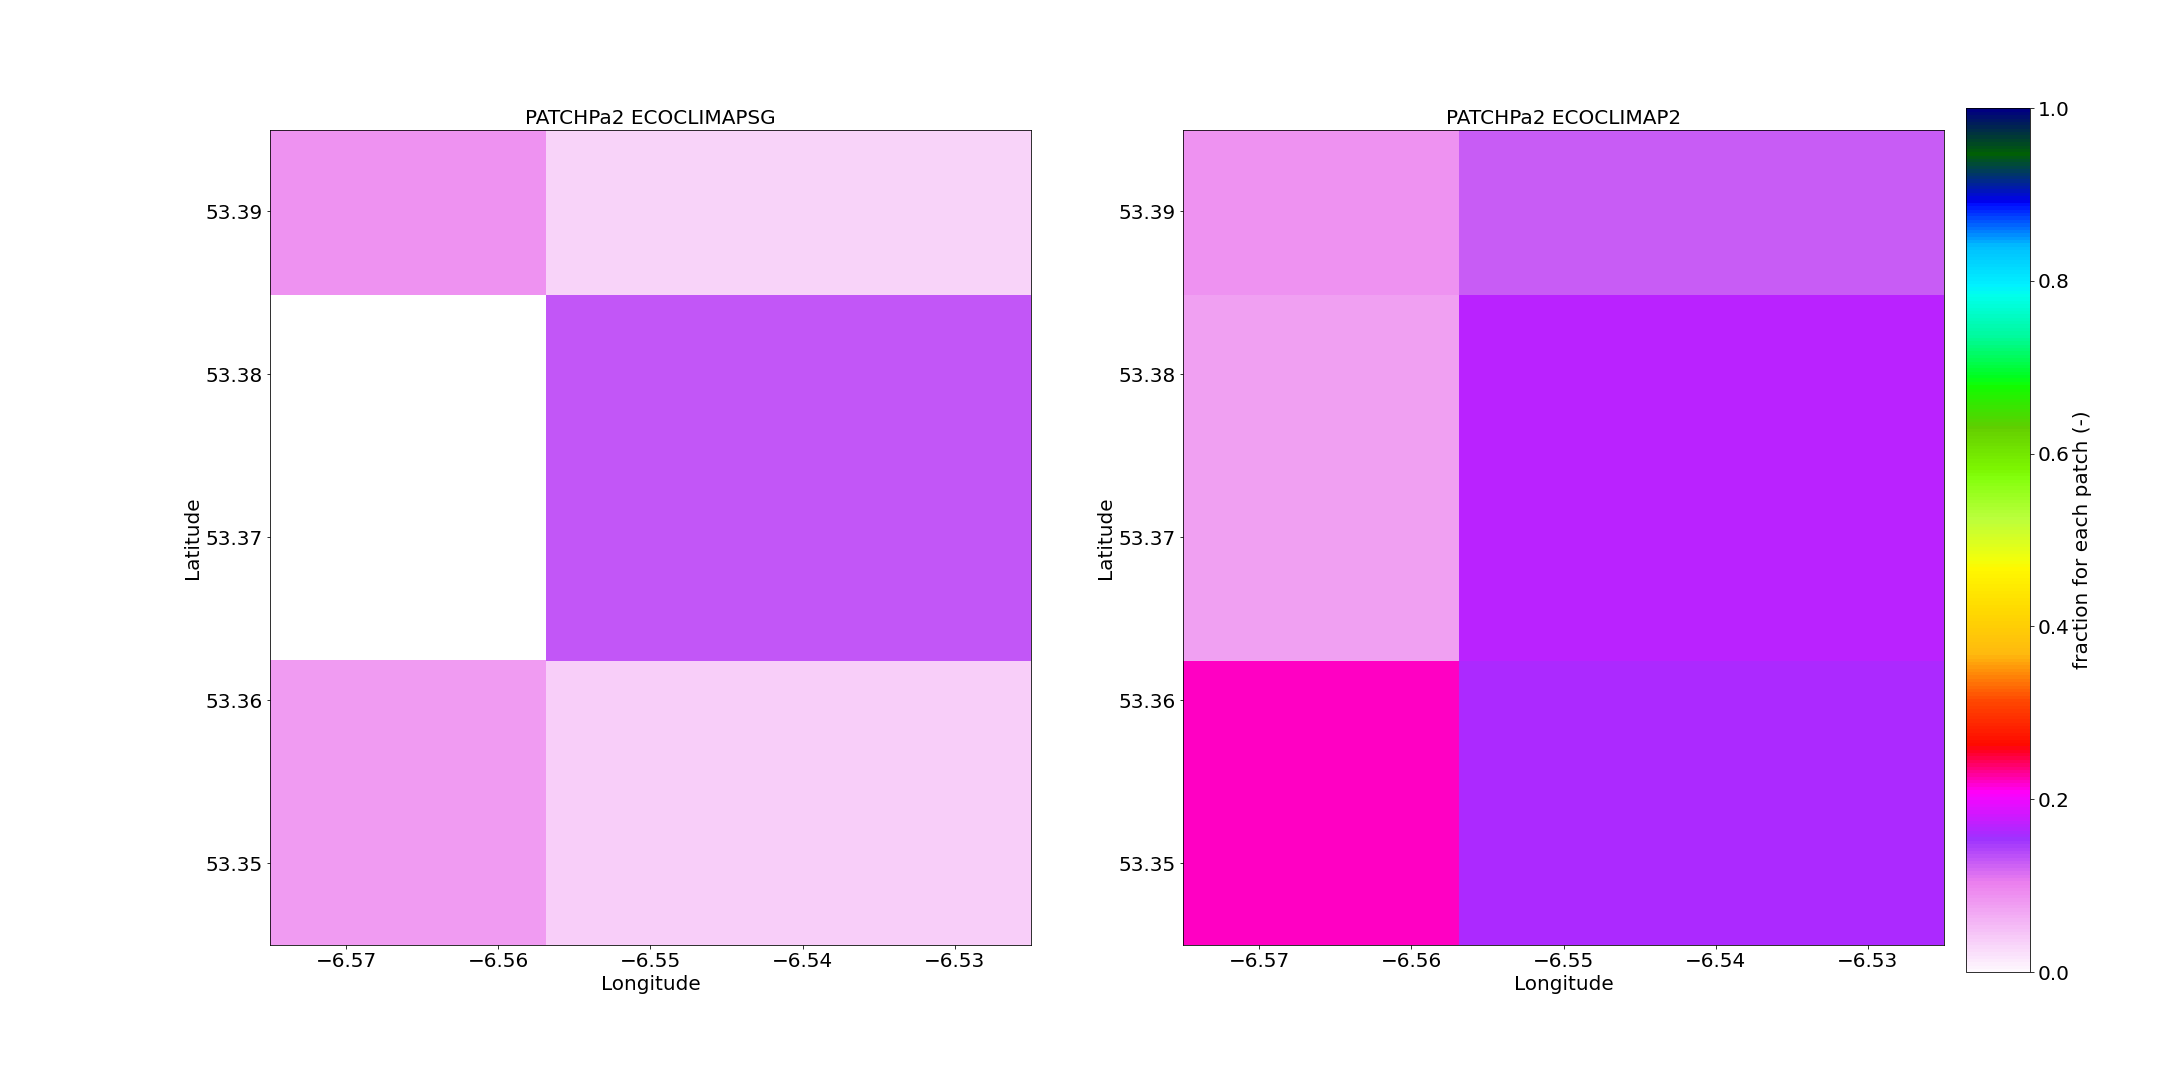 PATCHPa2 ECOCLIMAPSG
53.39
53.38
53.37
53.36
53.35
Latitude
−6.57 −6.56 −6.55 −6.54 −6.53
Longitude
PATCHPa2 ECOCLIMAP2
53.39
53.38
53.37
53.36
53.35
Latitude
−6.57 −6.56 −6.55 −6.54 −6.53
Longitude
1.0
0.8
0.6
0.4
0.2
0.0
fraction for each patch (-)